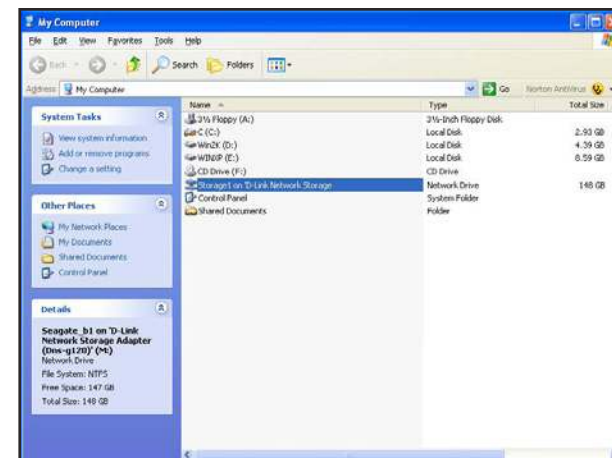 My Computer
File Edit View Favorites Tools Help
Back Search Folders
Address My Computer Go Norton AntiVirus
System Tasks
View system information
Add or remove programs
Change a setting
Other Places
My Network Places
My Documents
Shared Documents
Control Panel
Details
Seagate_b1 on 'D-Link
Network Storage Adapter
(Dns-g120)' (M:)
Network Drive
File System: NTFS
Free Space: 147 GB
Total Size: 148 GB
Name Type Total Size
3½ Floppy (A:) 3½-Inch Floppy Disk
C (C:) Local Disk 2.93 GB
Win2K (D:) Local Disk 4.39 GB
WINXP (E:) Local Disk 8.59 GB
CD Drive (F:) CD Drive
Storage1 on 'D-Link Network Storage Network Drive 148 GB
Control Panel System Folder
Shared Documents Folder